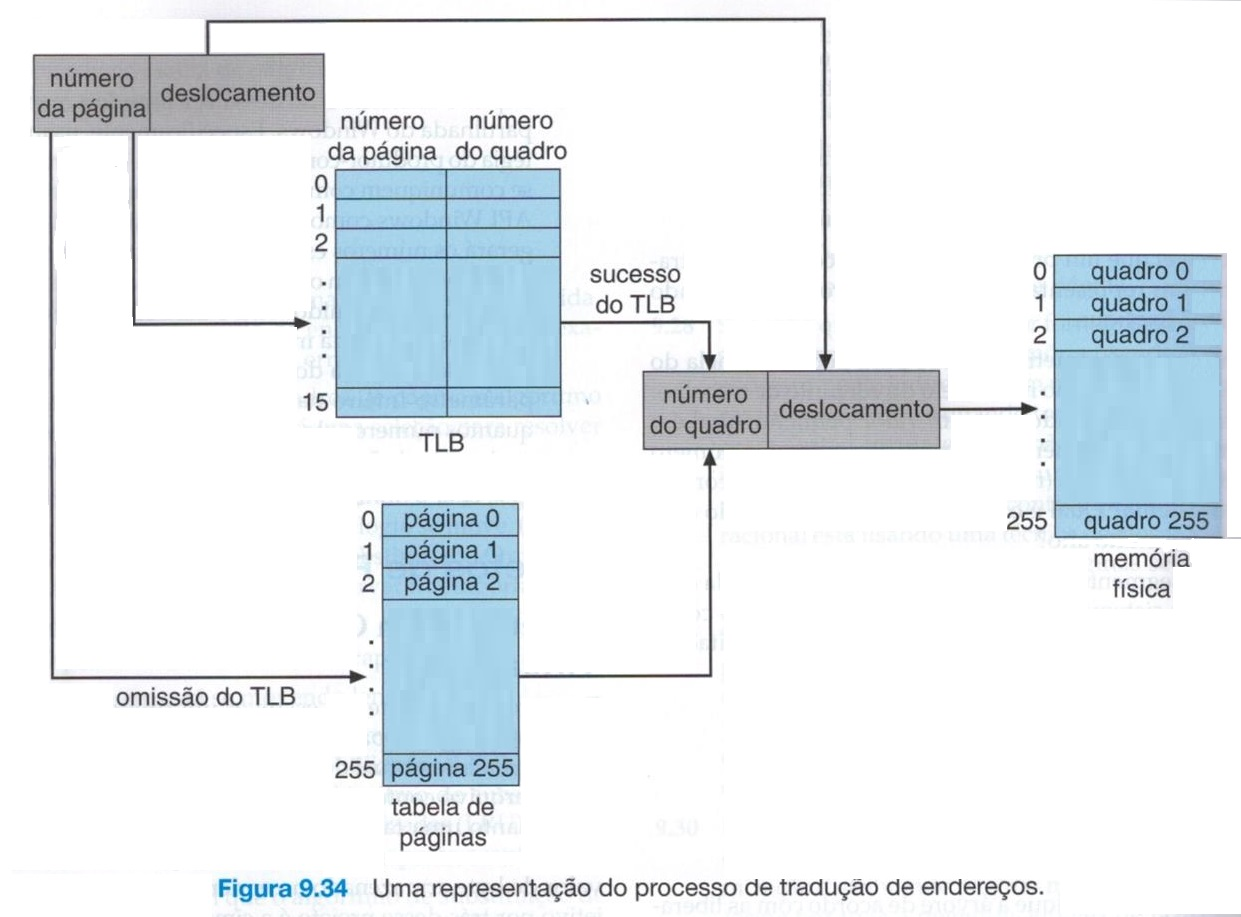 número
da página
deslocamento
número
da página
número
do quadro
0
1
2
15
TLB
sucesso
do TLB
número
do quadro
deslocamento
0
quadro 0
1
quadro 1
2
quadro 2
255
quadro 255
memória
física
omissão do TLB
0
página 0
1
página 1
2
página 2
255
página 255
tabela de
páginas
Figura 9.34 Uma representação do processo de tradução de endereços.